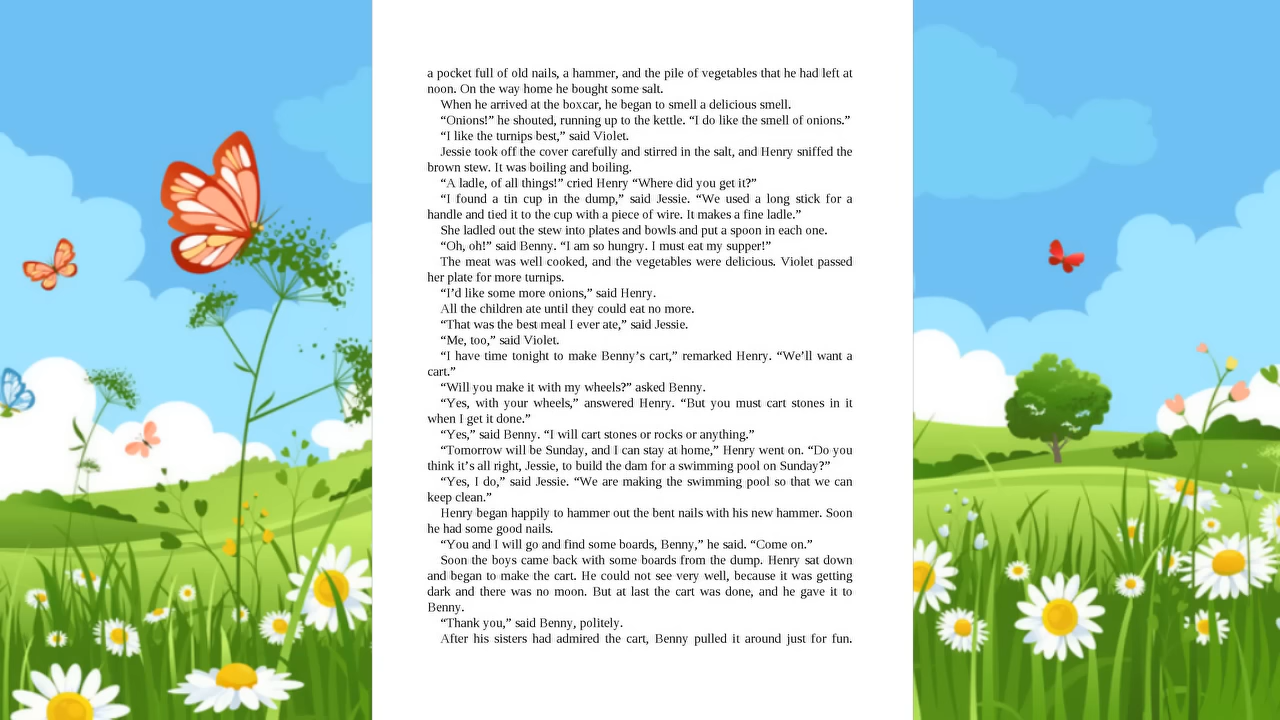 a pocket full of old nails, a hammer, and the pile of vegetables that he had left at
noon. On the way home he bought some salt.
When he arrived at the boxcar, he began to smell a delicious smell.
“Onions!” he shouted, running up to the kettle. “I do like the smell of onions.”
“I like the turnips best,” said Violet.
Jessie took off the cover carefully and stirred in the salt, and Henry sniffed the
brown stew. It was boiling and boiling.
“A ladle, of all things!” cried Henry “Where did you get it?”
“I found a tin cup in the dump,” said Jessie. “We used a long stick for a
handle and tied it to the cup with a piece of wire. It makes a fine ladle.”
She ladled out the stew into plates and bowls and put a spoon in each one.
“Oh, oh!” said Benny. “I am so hungry. I must eat my supper!”
The meat was well cooked, and the vegetables were delicious. Violet passed
her plate for more turnips.
“I’d like some more onions,” said Henry.
All the children ate until they could eat no more.
“That was the best meal I ever ate,” said Jessie.
“Me, too,” said Violet.
“I have time tonight to make Benny’s cart,” remarked Henry. “We’ll want a
cart.”
“Will you make it with my wheels?” asked Benny.
“Yes, with your wheels,” answered Henry. “But you must cart stones in it
when I get it done.”
“Yes,” said Benny. “I will cart stones or rocks or anything.”
“Tomorrow will be Sunday, and I can stay at home,” Henry went on. “Do you
think it’s all right, Jessie, to build the dam for a swimming pool on Sunday?”
“Yes, I do,” said Jessie. “We are making the swimming pool so that we can
keep clean.”
Henry began happily to hammer out the bent nails with his new hammer. Soon
he had some good nails.
“You and I will go and find some boards, Benny,” he said. “Come on.”
Soon the boys came back with some boards from the dump. Henry sat down
and began to make the cart. He could not see very well, because it was getting
dark and there was no moon. But at last the cart was done, and he gave it to
Benny.
“Thank you,” said Benny, politely.
After his sisters had admired the cart, Benny pulled it around just for fun.